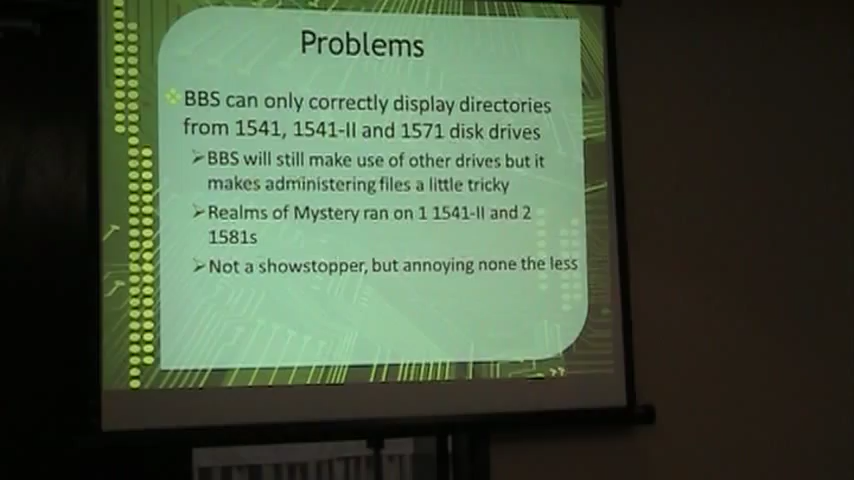 Problems
BBS can only correctly display directories
from 1541, 1541-II and 1571 disk drives
BBS will still make use of other drives but it
makes administering files a little tricky
Realms of Mystery ran on 1 1541-II and 2
1581s
Not a showstopper, but annoying none the less